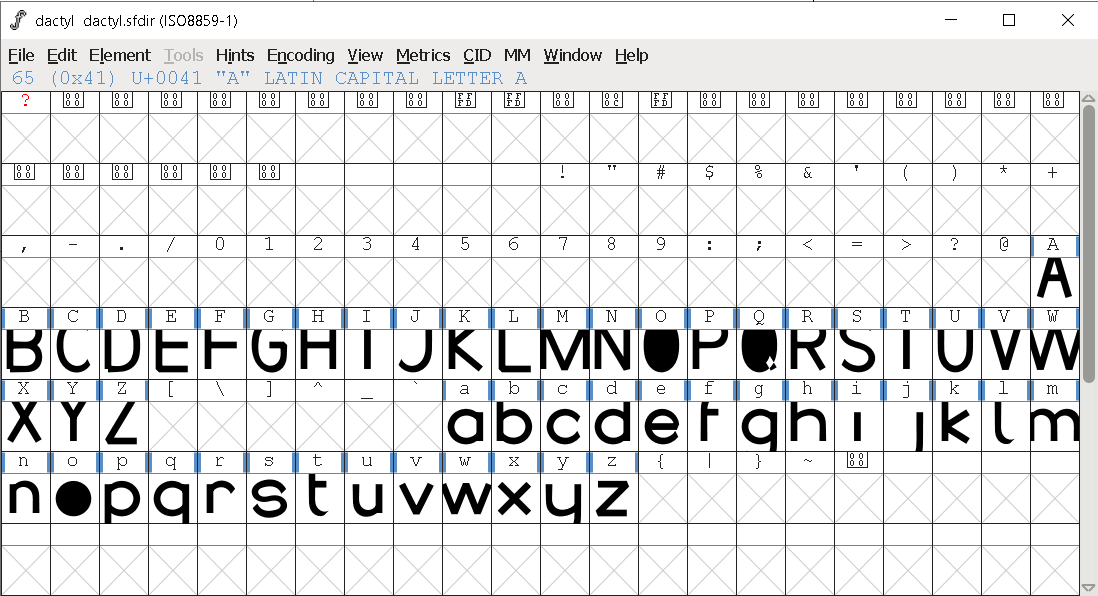 dactyl dactyl.sfdir (ISO8859-1)
File Edit Element Tools Hints Encoding View Metrics CID MM Window Help
65 (0x41) U+0041 "A" LATIN CAPITAL LETTER A
?
! " # $ % & ' ( ) * +
, - . / 0 1 2 3 4 5 6 7 8 9 : ; < = > ? @ A
A
B C D E F G H I J K L M N O P Q R S T U V W
B C D E F G H I J K L M N O P Q R S T U V W
X Y Z [ \ ] ^ _ ` a b c d e f g h i j k l m
X Y Z a b c d e f g h i j k l m
n o p q r s t u v w x y z { | } ~
n o p q r s t u v w x y z